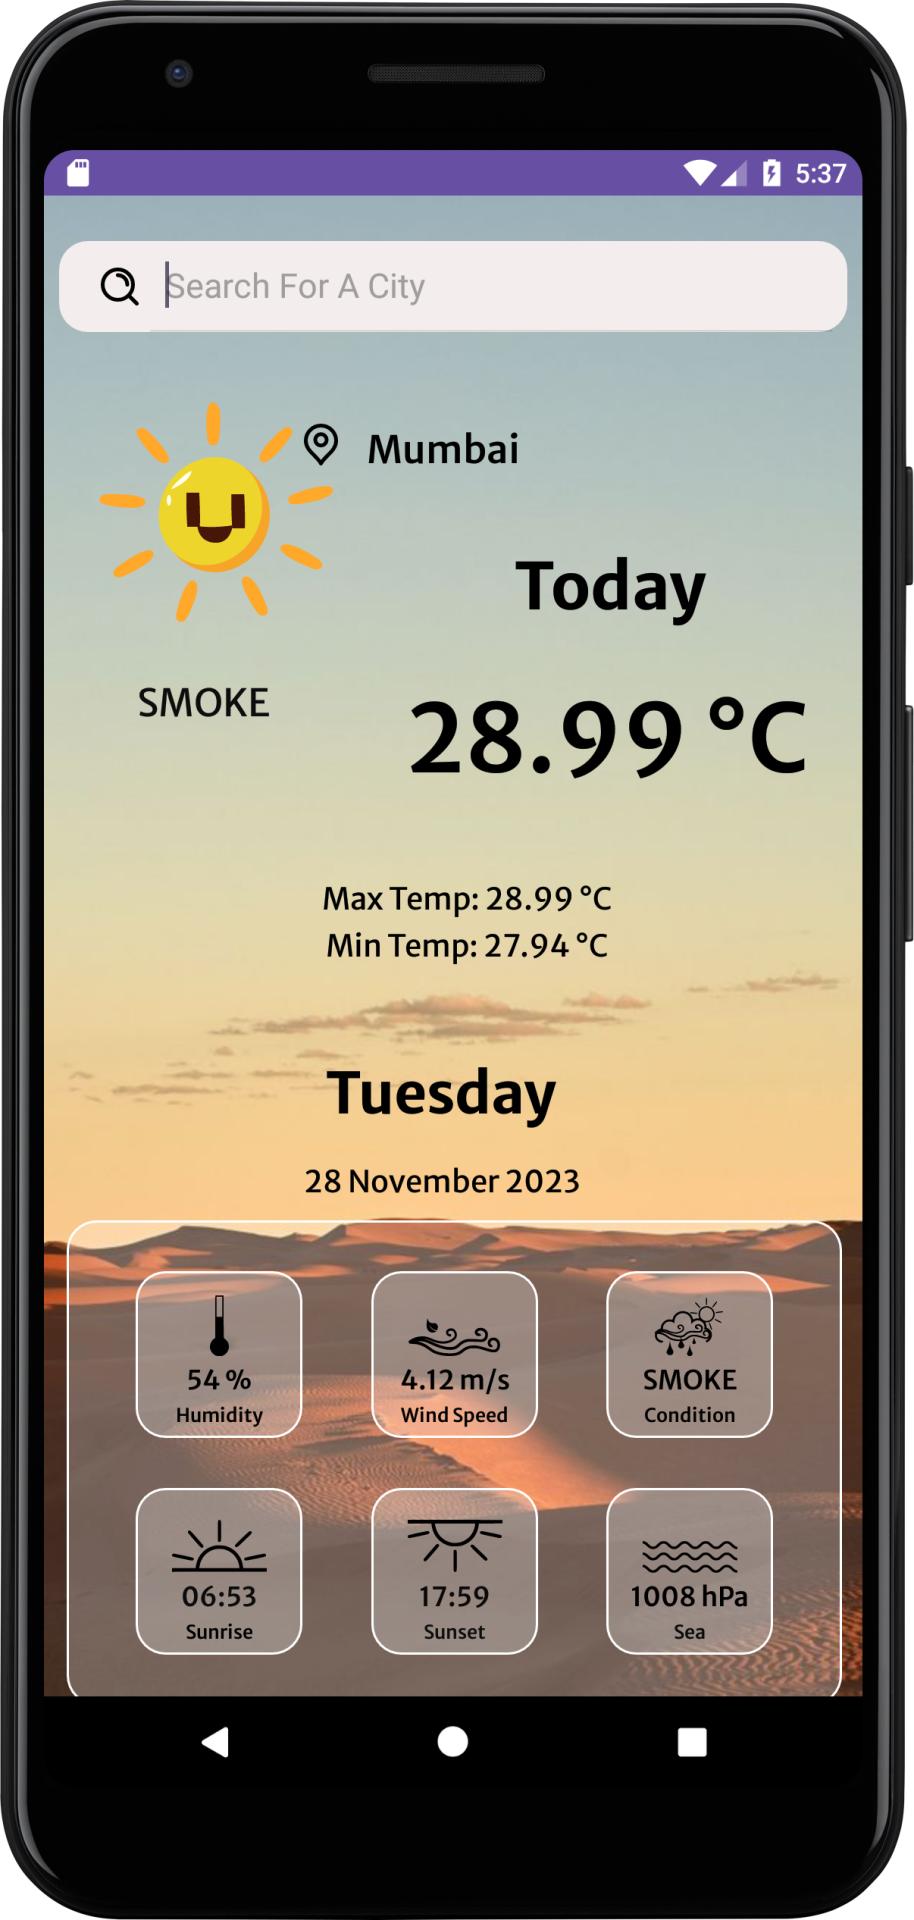 5:37
Search For A City
Mumbai
Today
SMOKE
28.99 °C
Max Temp: 28.99 °C
Min Temp: 27.94 °C
Tuesday
28 November 2023
54 %
Humidity
4.12 m/s
Wind Speed
SMOKE
Condition
06:53
Sunrise
17:59
Sunset
1008 hPa
Sea